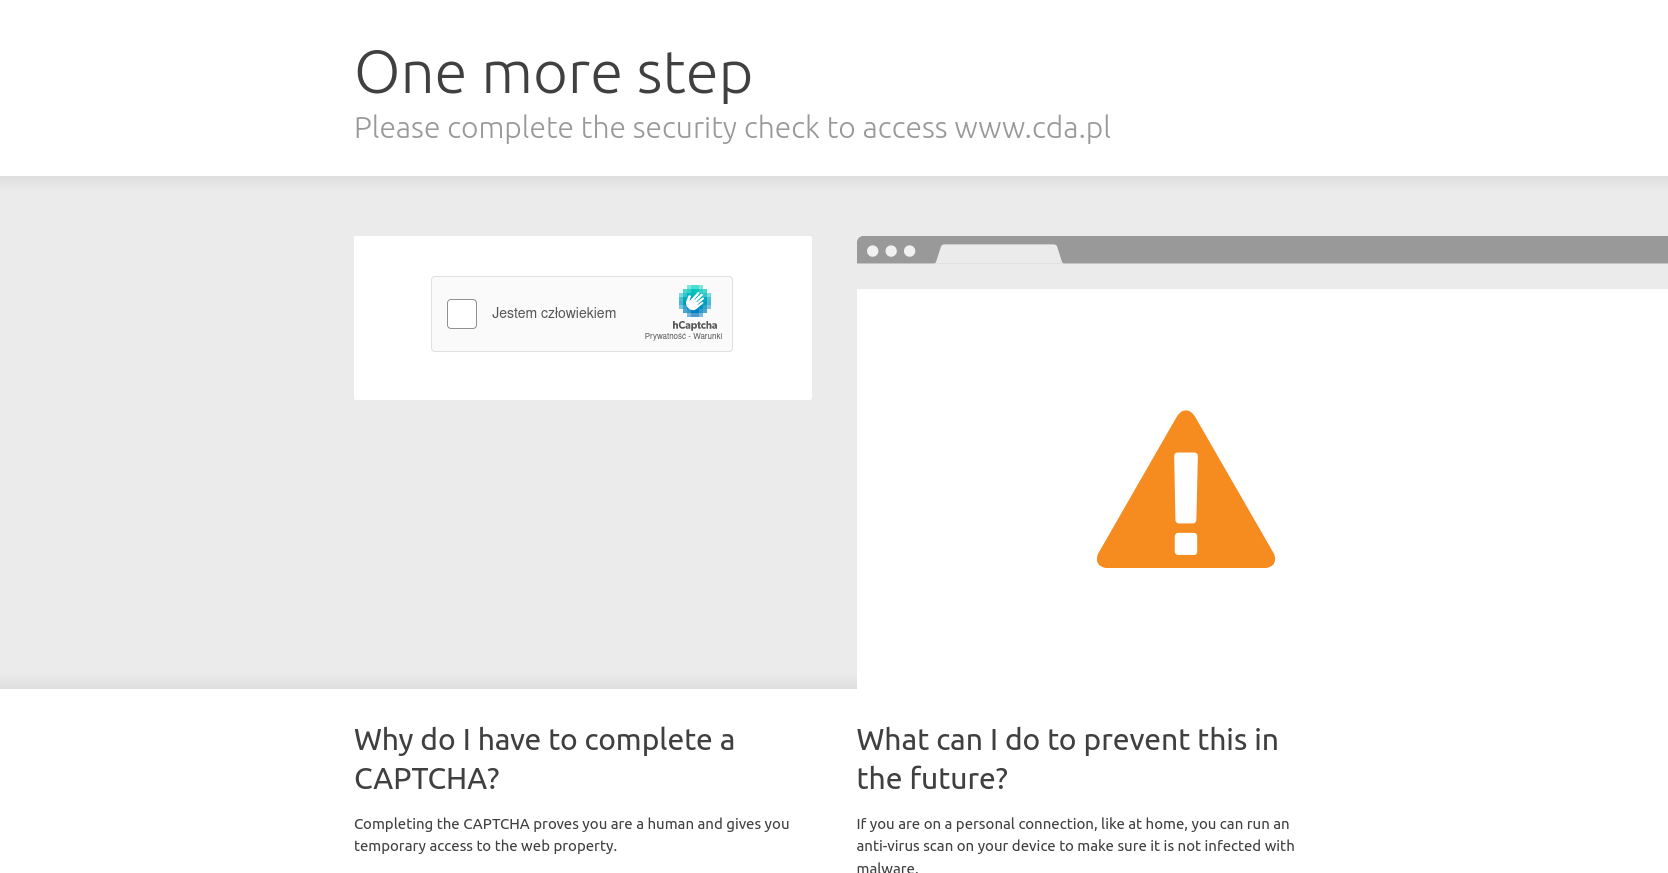 One more step
Please complete the security check to access www.cda.pl
Jestem człowiekiem
hCaptcha
Prywatność - Warunki
Why do I have to complete a
CAPTCHA?
Completing the CAPTCHA proves you are a human and gives you
temporary access to the web property.
What can I do to prevent this in
the future?
If you are on a personal connection, like at home, you can run an
anti-virus scan on your device to make sure it is not infected with
malware.